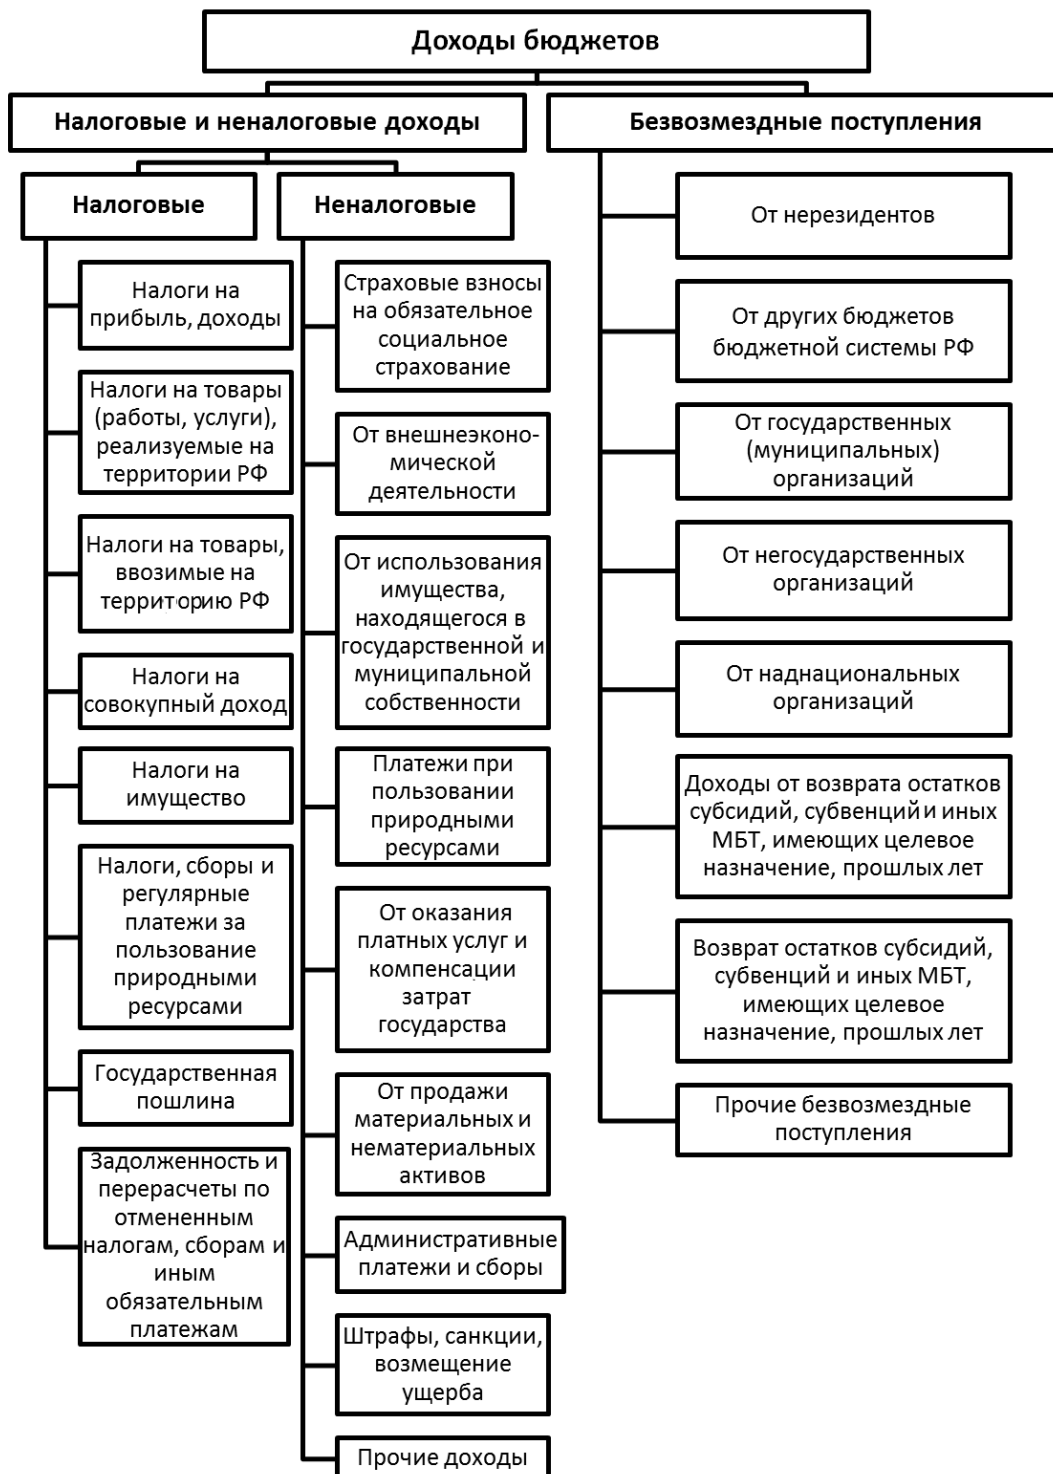 Доходы бюджетов
Налоговые и неналоговые доходы
Безвозмездные поступления
Налоговые
Неналоговые
Налоги на
прибыль, доходы
Налоги на товары
(работы, услуги),
реализуемые на
территории РФ
Налоги на товары,
ввозимые на
территорию РФ
Налоги на
совокупный доход
Налоги на
имущество
Налоги, сборы и
регулярные
платежи за
пользование
природными
ресурсами
Государственная
пошлина
Задолженность и
перерасчеты по
отмененным
налогам, сборам и
иным
обязательным
платежам
Страховые взносы
на обязательное
социальное
страхование
От внешнеэконо-
мической
деятельности
От использования
имущества,
находящегося в
государственной и
муниципальной
собственности
Платежи при
пользовании
природными
ресурсами
От оказания
платных услуг и
компенсации
затрат
государства
От продажи
материальных и
нематериальных
активов
Административные
платежи и сборы
Штрафы, санкции,
возмещение
ущерба
Прочие доходы
От нерезидентов
От других бюджетов
бюджетной системы РФ
От государственных
(муниципальных)
организаций
От негосударственных
организаций
От наднациональных
организаций
Доходы от возврата остатков
субсидий, субвенций и иных
МБТ, имеющих целевое
назначение, прошлых лет
Возврат остатков субсидий,
субвенций и иных МБТ,
имеющих целевое
назначение, прошлых лет
Прочие безвозмездные
поступления